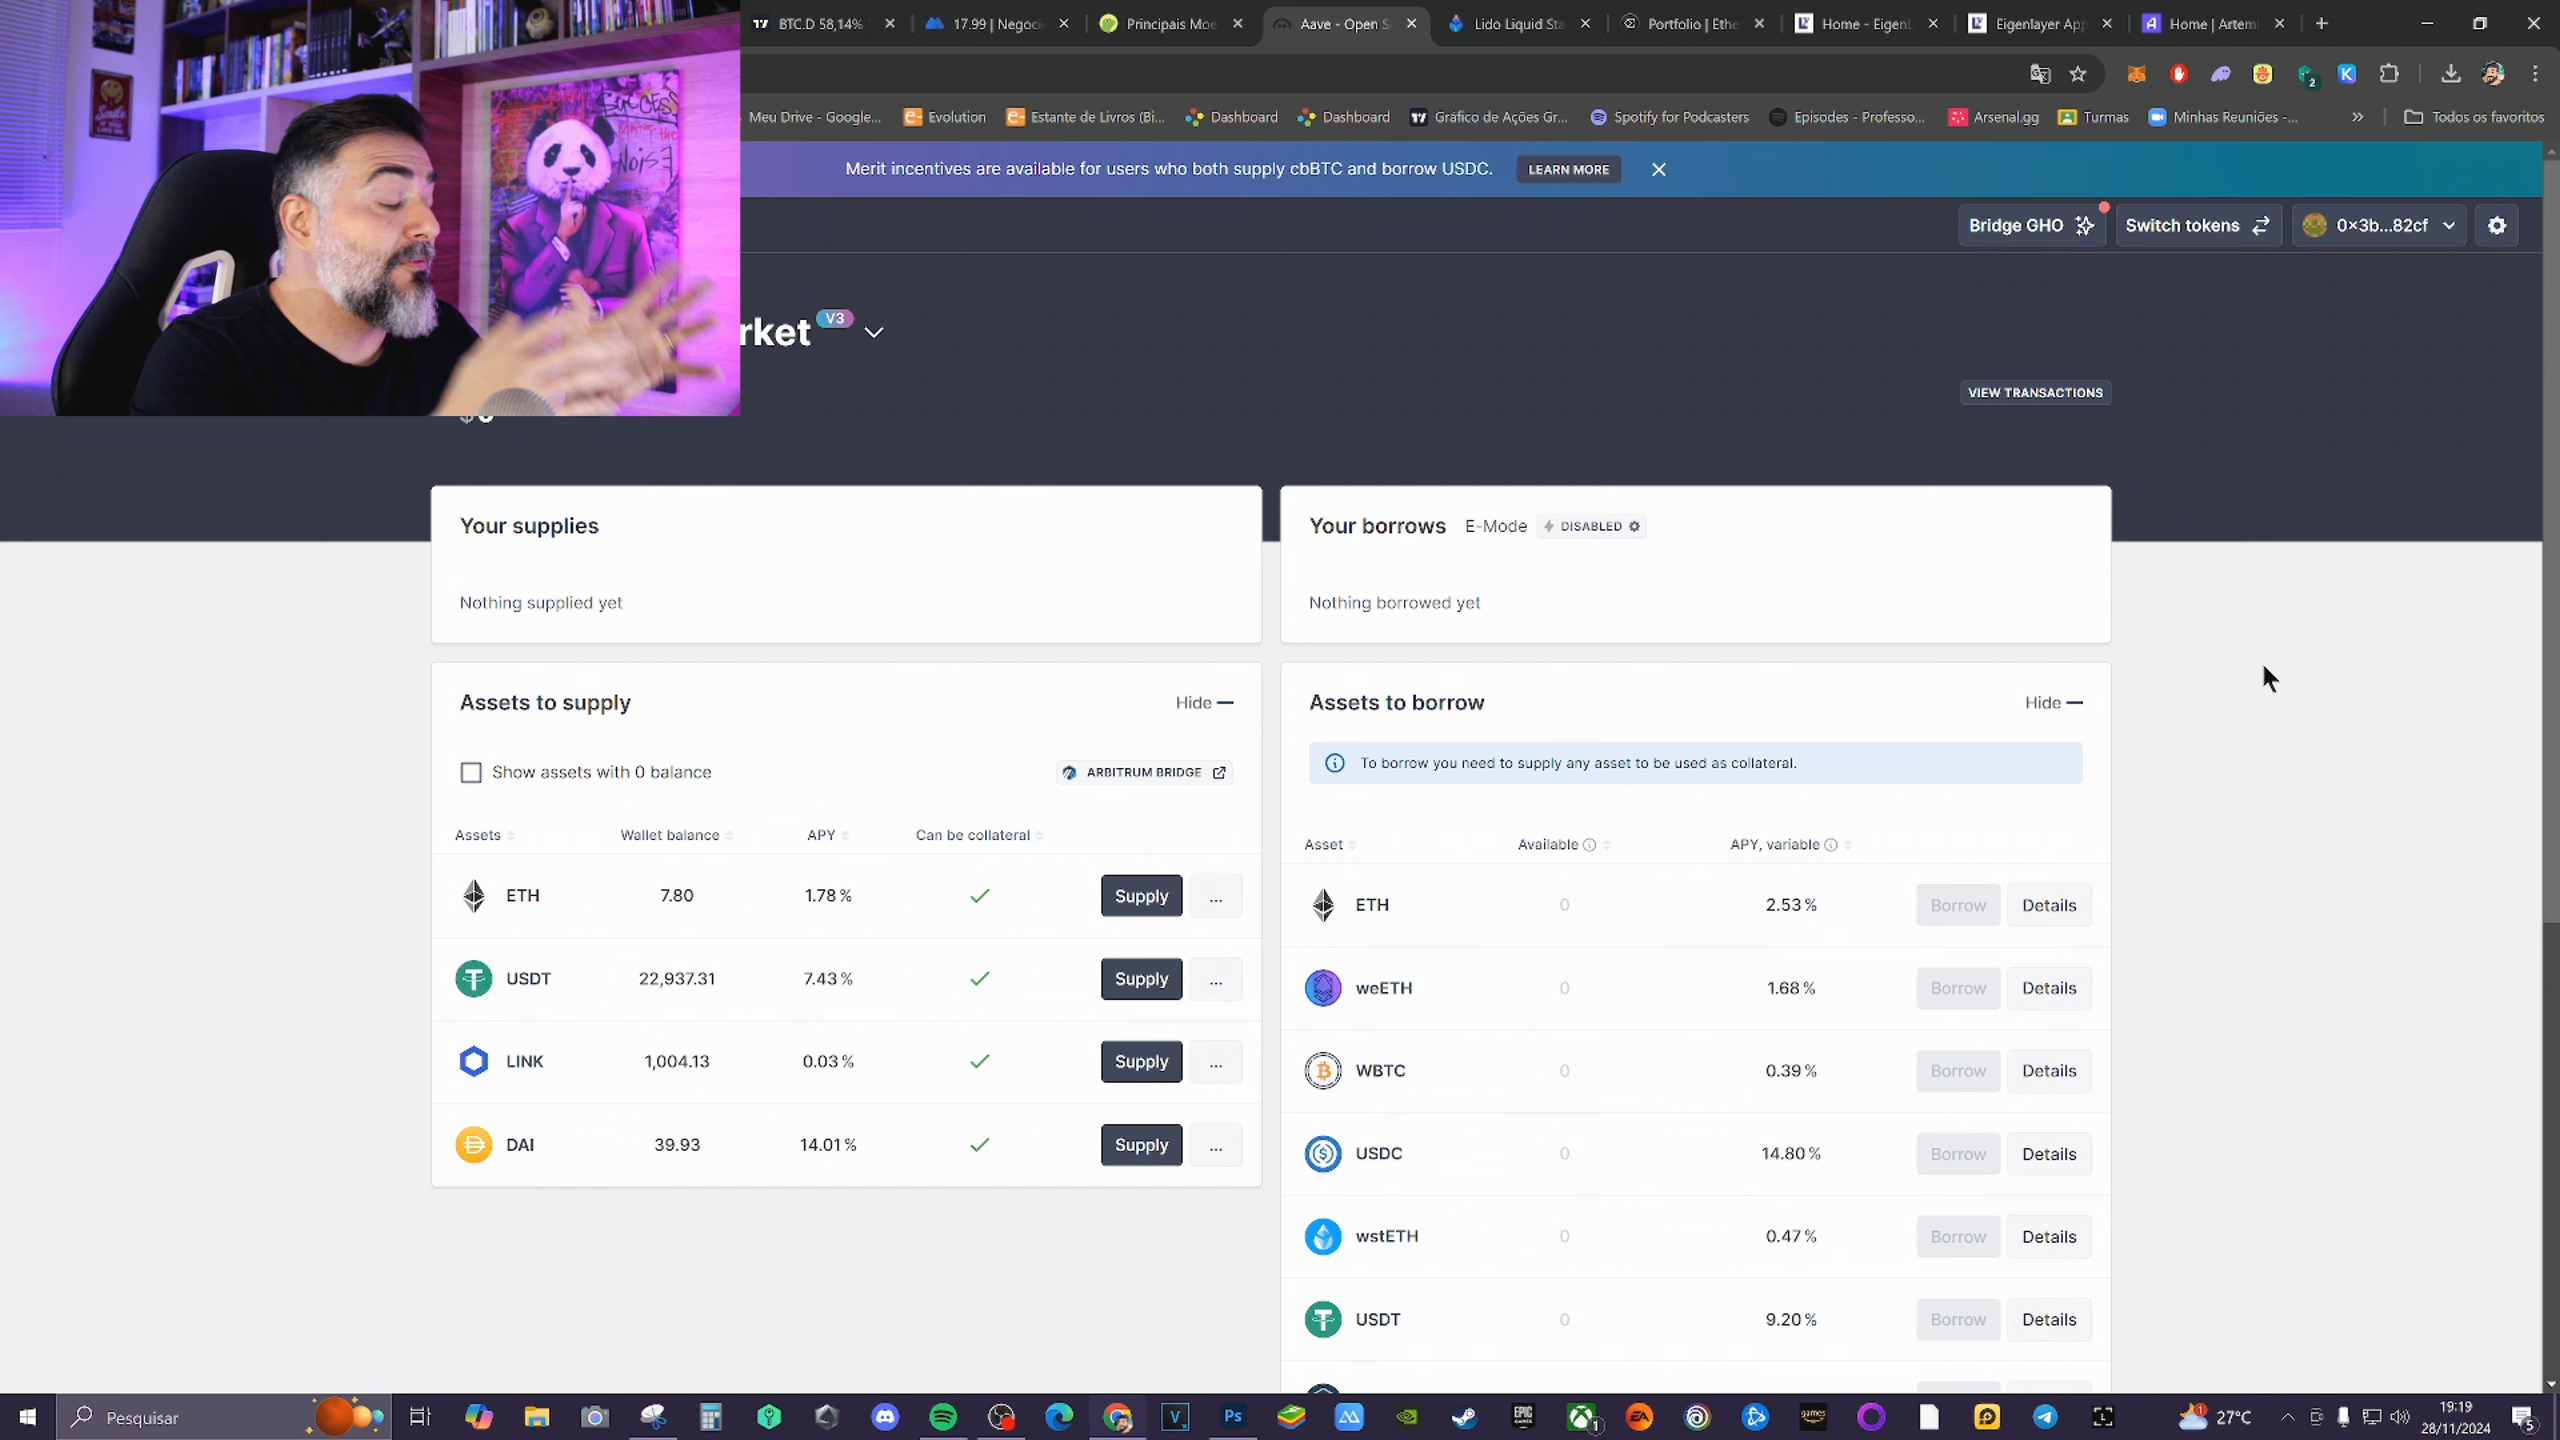 BTC.D 58,14%
17.99 | Negoci
Principais Moe
Aave - Open S
Lido Liquid Sta
Portfolio | Ethe
Home - EigenL
Eigenlayer App
Home | Artemi
Meu Drive - Google...
Evolution
Estante de Livros (Bi...
Dashboard
Dashboard
Gráfico de Ações Gr...
Spotify for Podcasters
Episodes - Professo...
Arsenal.gg
Turmas
Minhas Reuniões -...
Todos os favoritos
SUCCESS
MAKE the
NOISE
Merit incentives are available for users who both supply cbBTC and borrow USDC.
LEARN MORE
Bridge GHO
Switch tokens
0×3b...82cf
rket V3
VIEW TRANSACTIONS
Your supplies
Nothing supplied yet
Your borrows E-Mode DISABLED
Nothing borrowed yet
Assets to supply
Hide
Show assets with 0 balance
ARBITRUM BRIDGE
Assets Wallet balance APY Can be collateral
ETH 7.80 1.78 % Supply ...
USDT 22,937.31 7.43 % Supply ...
LINK 1,004.13 0.03 % Supply ...
DAI 39.93 14.01 % Supply ...
Assets to borrow
Hide
To borrow you need to supply any asset to be used as collateral.
Asset Available APY, variable
ETH 0 2.53 % Borrow Details
weETH 0 1.68 % Borrow Details
WBTC 0 0.39 % Borrow Details
USDC 0 14.80 % Borrow Details
wstETH 0 0.47 % Borrow Details
USDT 0 9.20 % Borrow Details
Pesquisar
27°C
19:19
28/11/2024